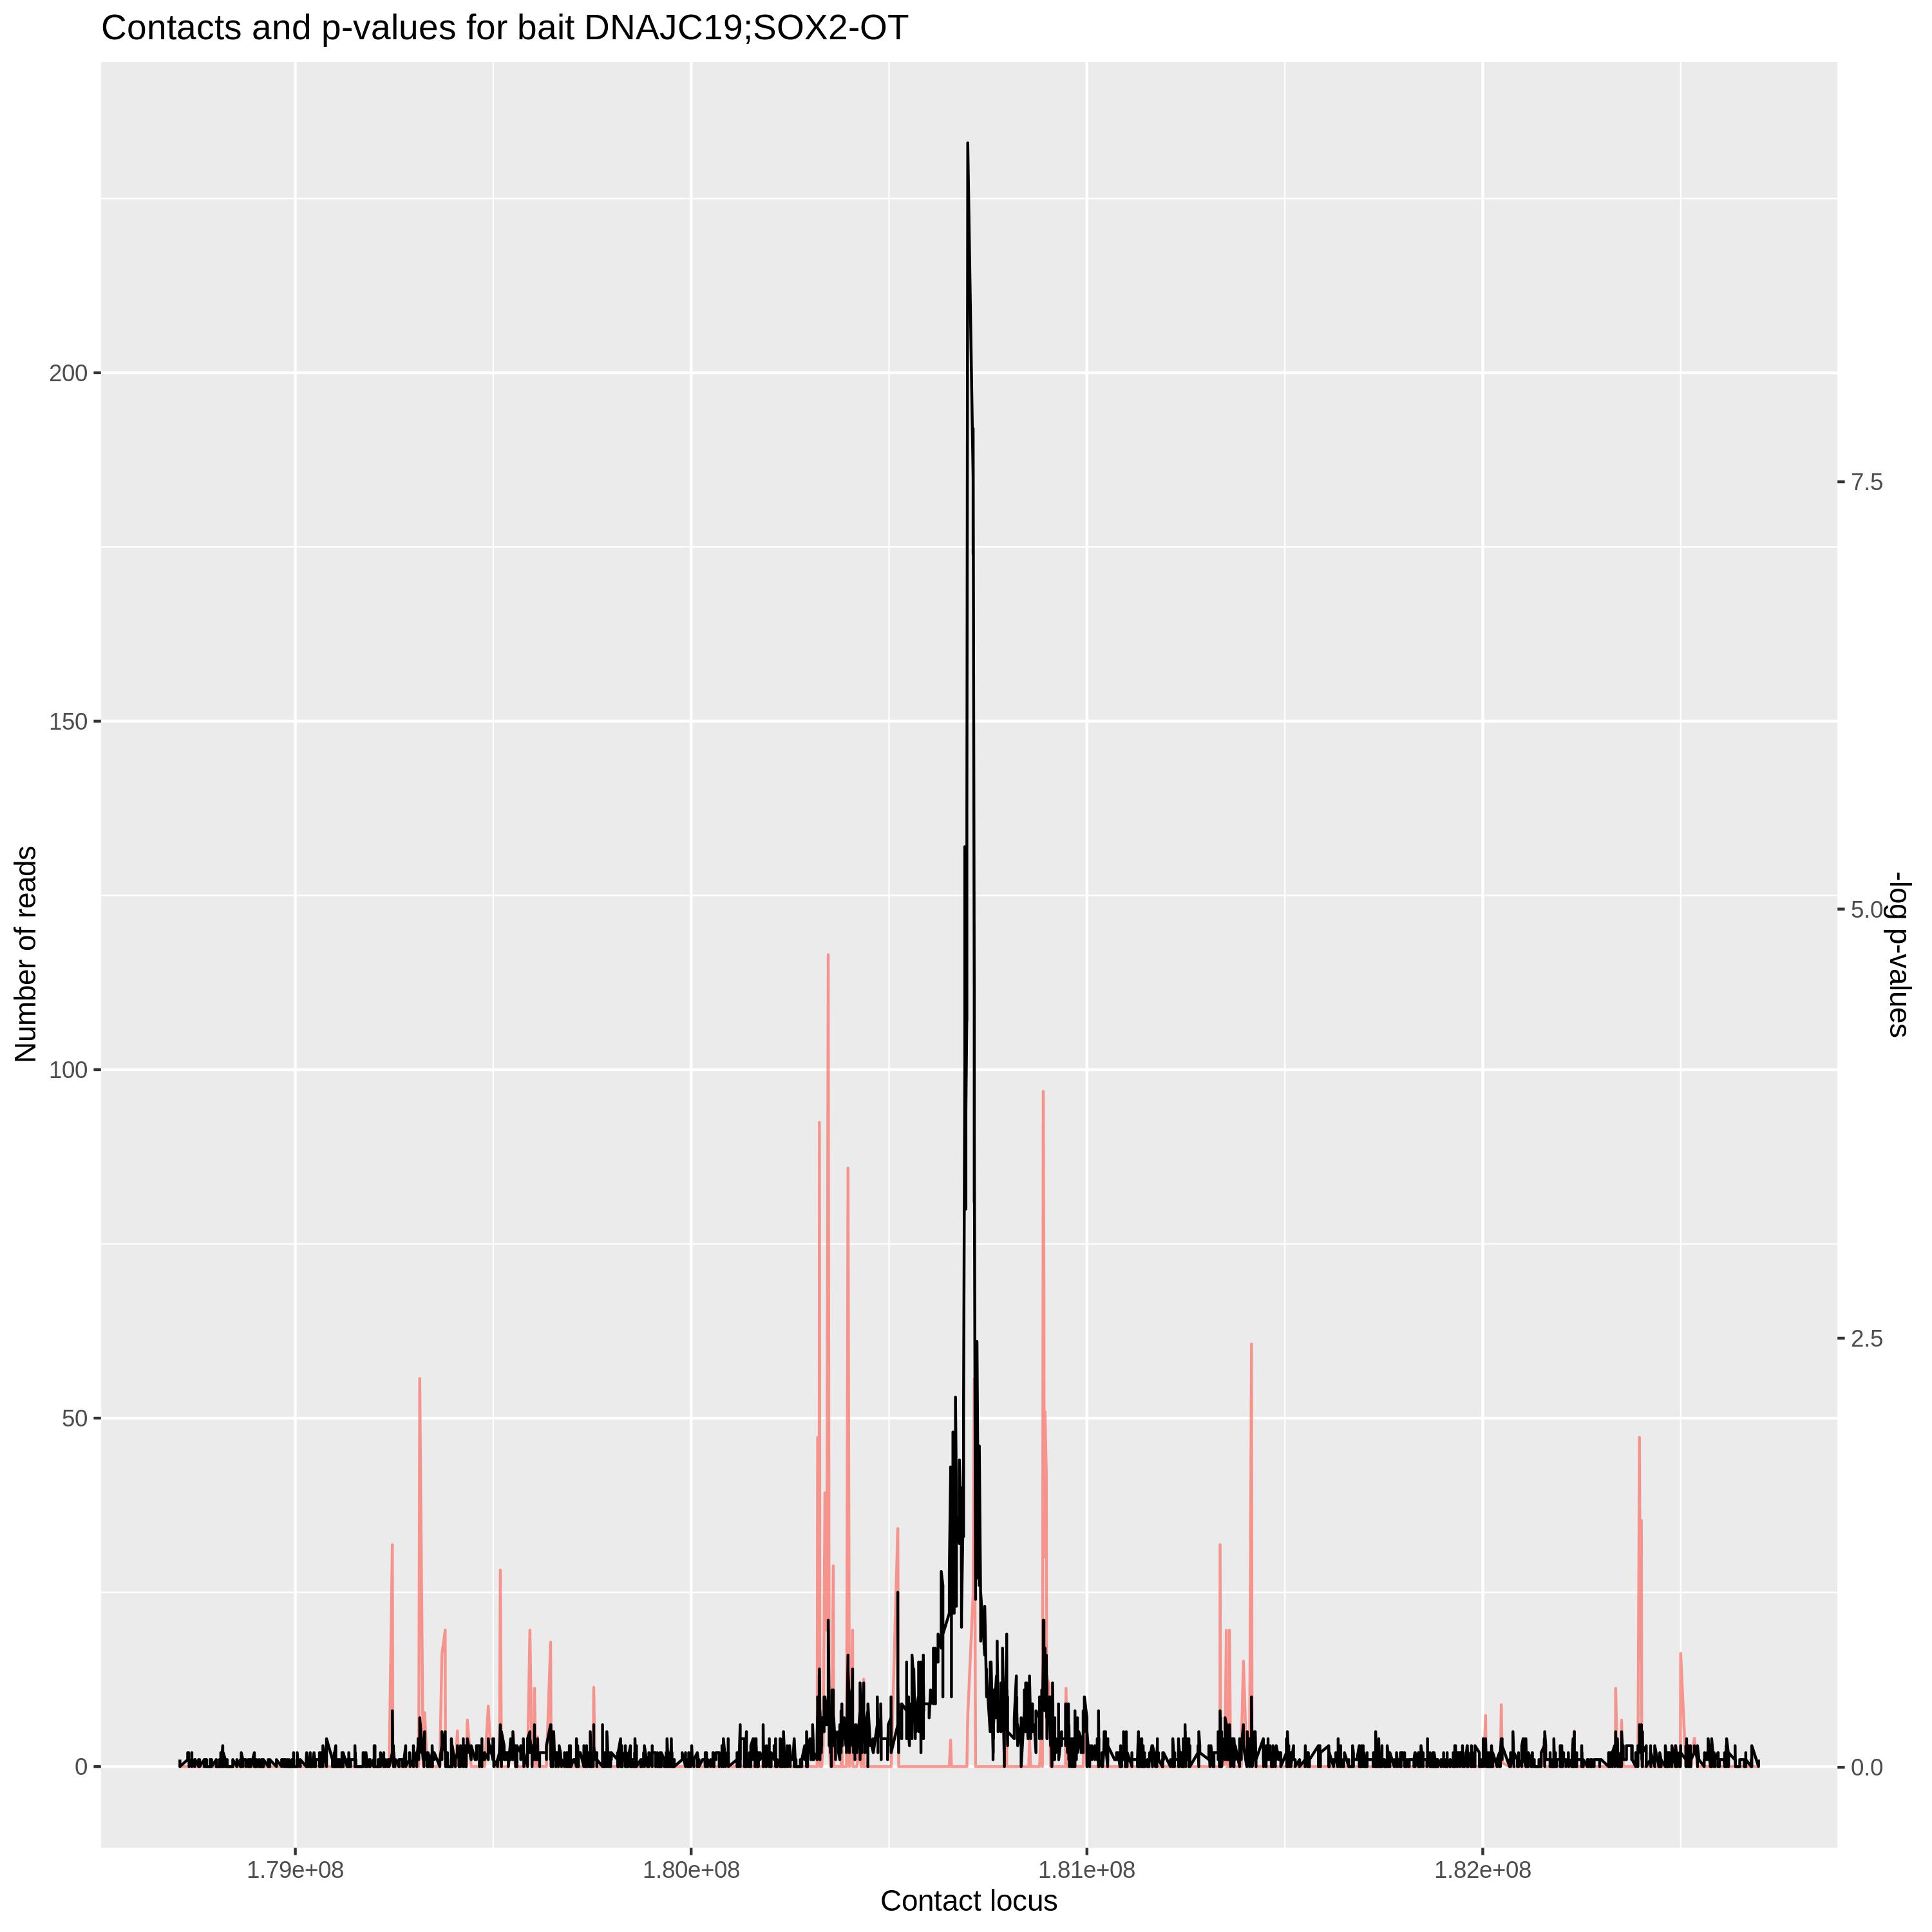 Contacts and p-values for bait DNAJC19;SOX2-OT
Number of reads
200
150
100
50
0
7.5
5.0
2.5
0.0
-log p-values
1.79e+08
1.80e+08
1.81e+08
1.82e+08
Contact locus